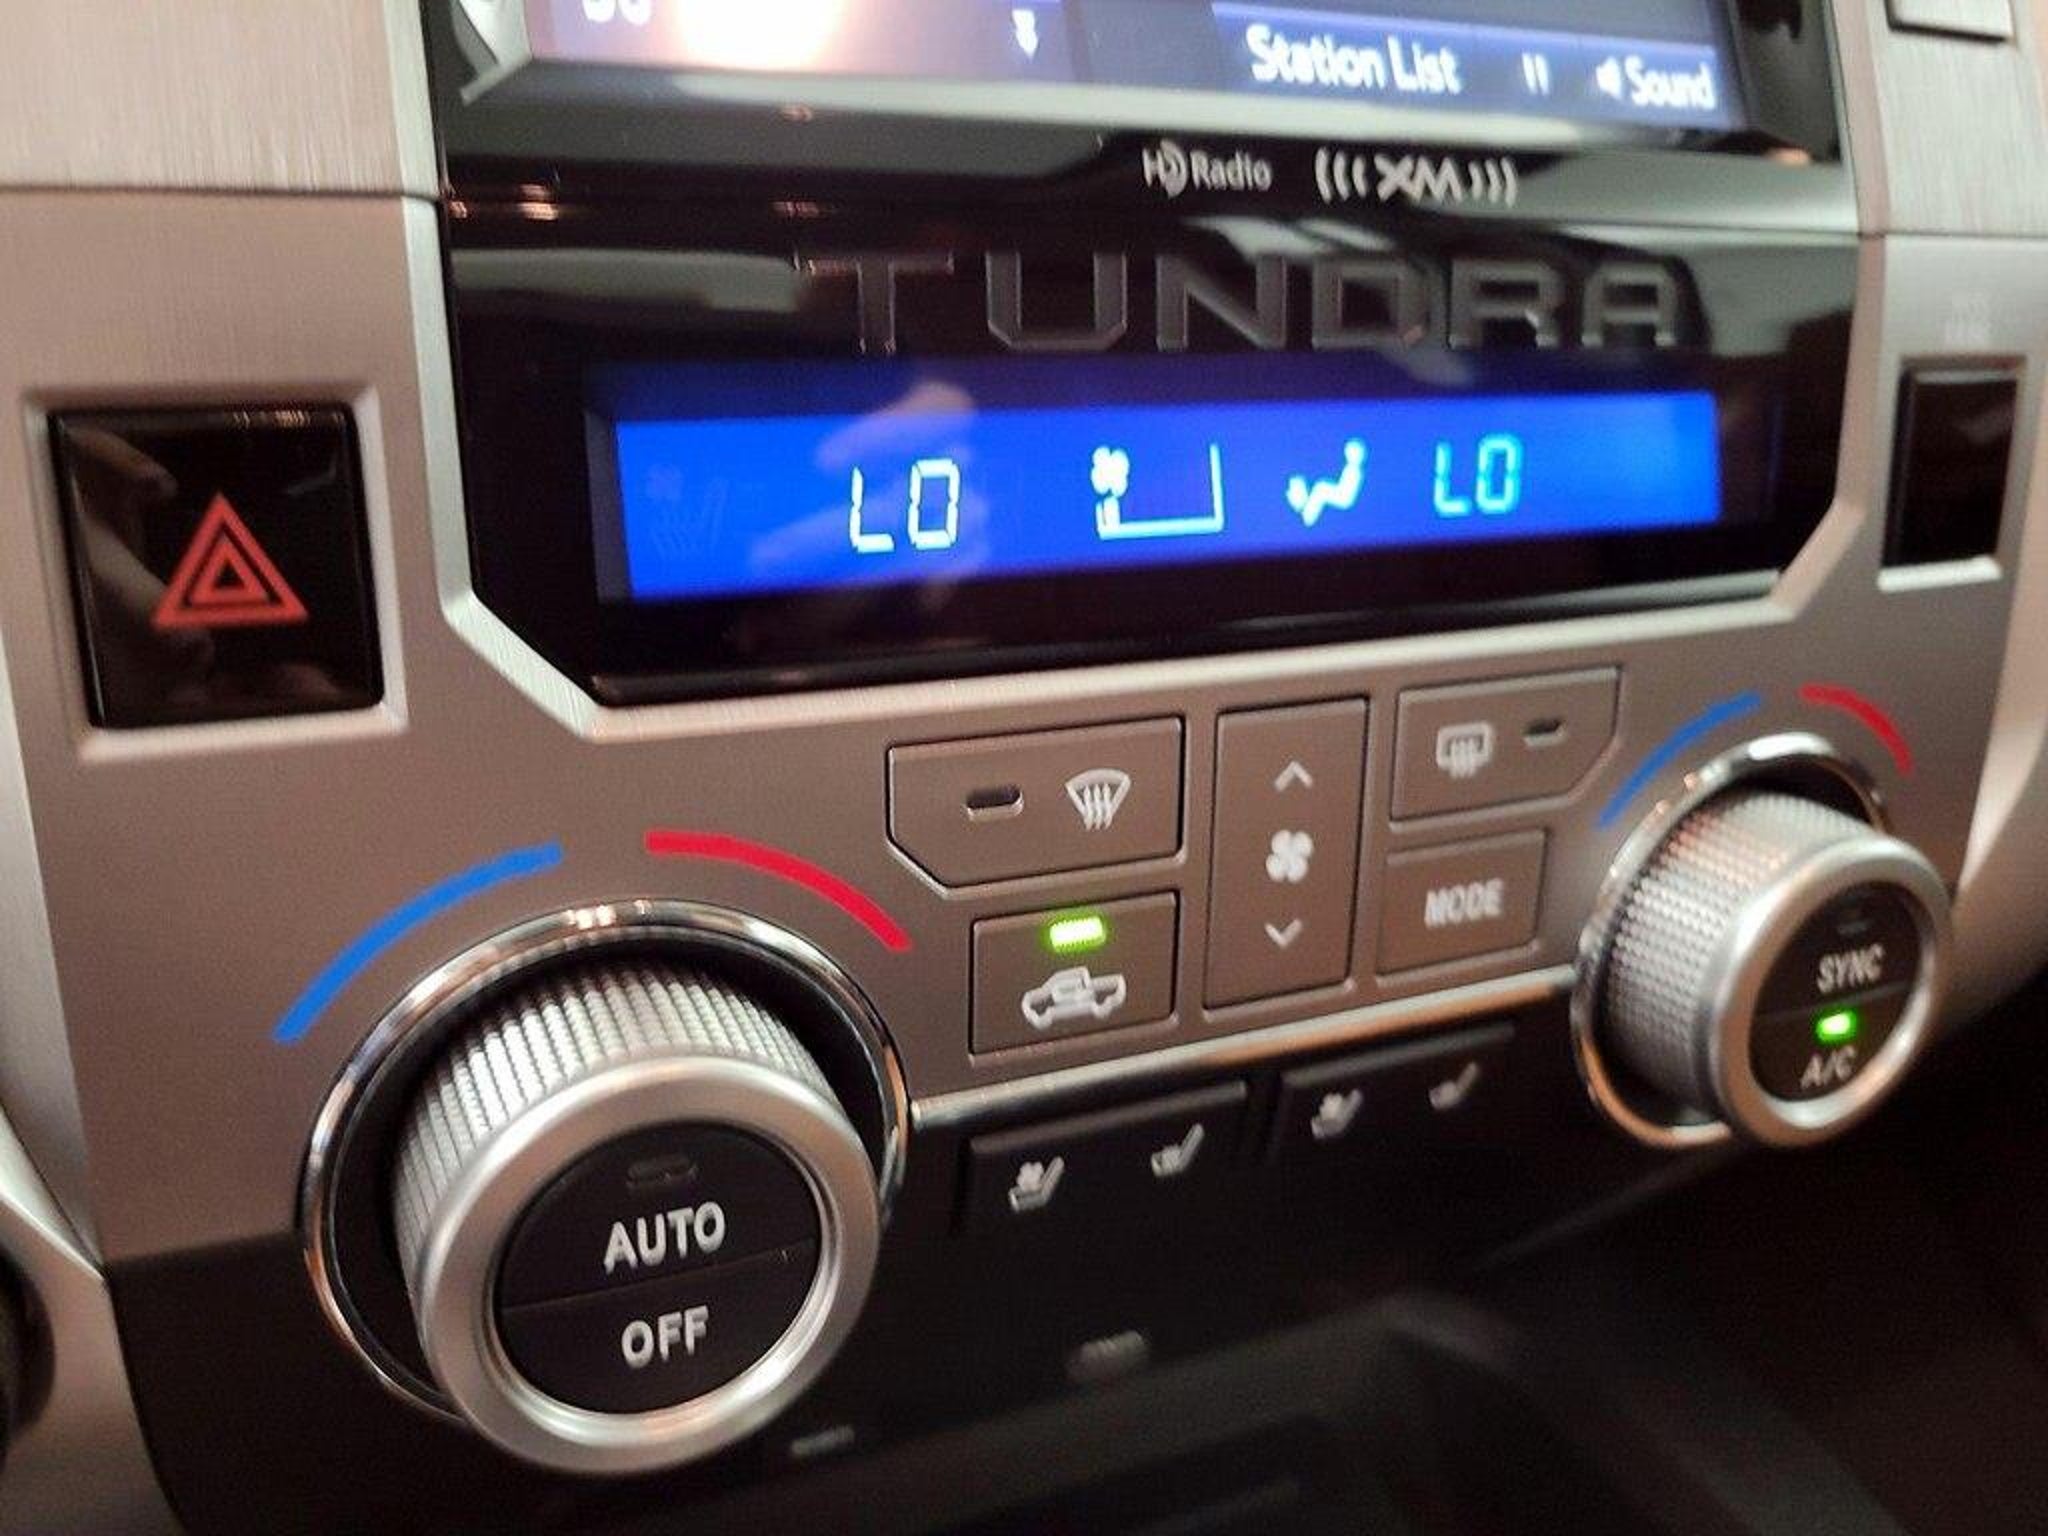 Station List
Sound
HD Radio
((( XM )))
TUNDRA
LO LO
MODE
SYNC
A/C
AUTO
OFF